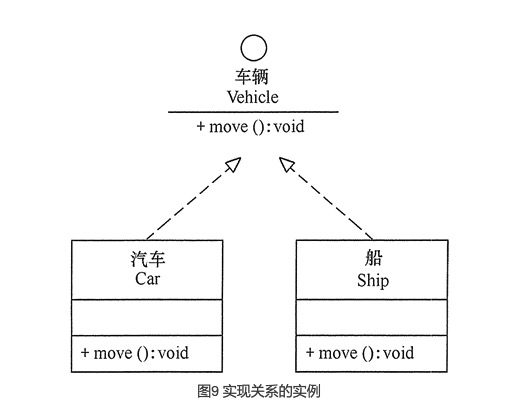 车辆
Vehicle
+ move (): void
汽车
Car
+ move (): void
船
Ship
+ move (): void
图9 实现关系的实例